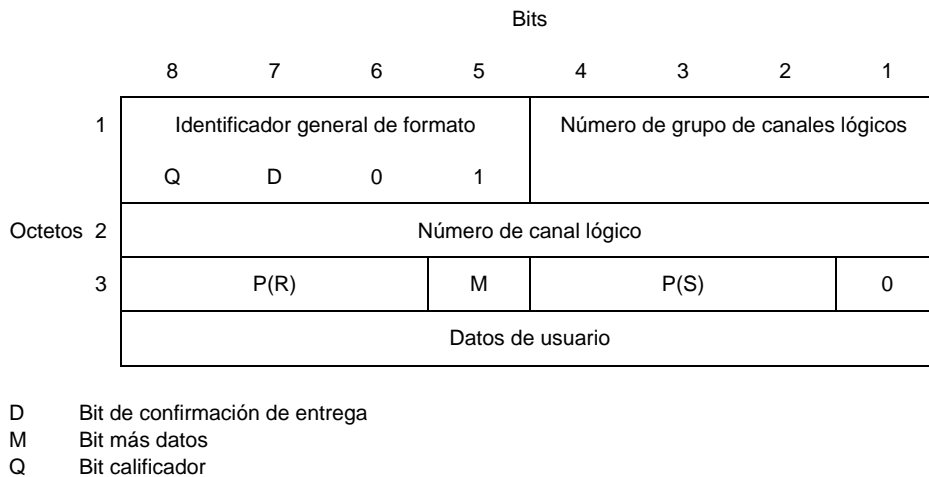 Bits
8 7 6 5 4 3 2 1
1 Identificador general de formato Número de grupo de canales lógicos
Q D 0 1
Octetos 2 Número de canal lógico
3 P(R) M P(S) 0
Datos de usuario
D Bit de confirmación de entrega
M Bit más datos
Q Bit calificador